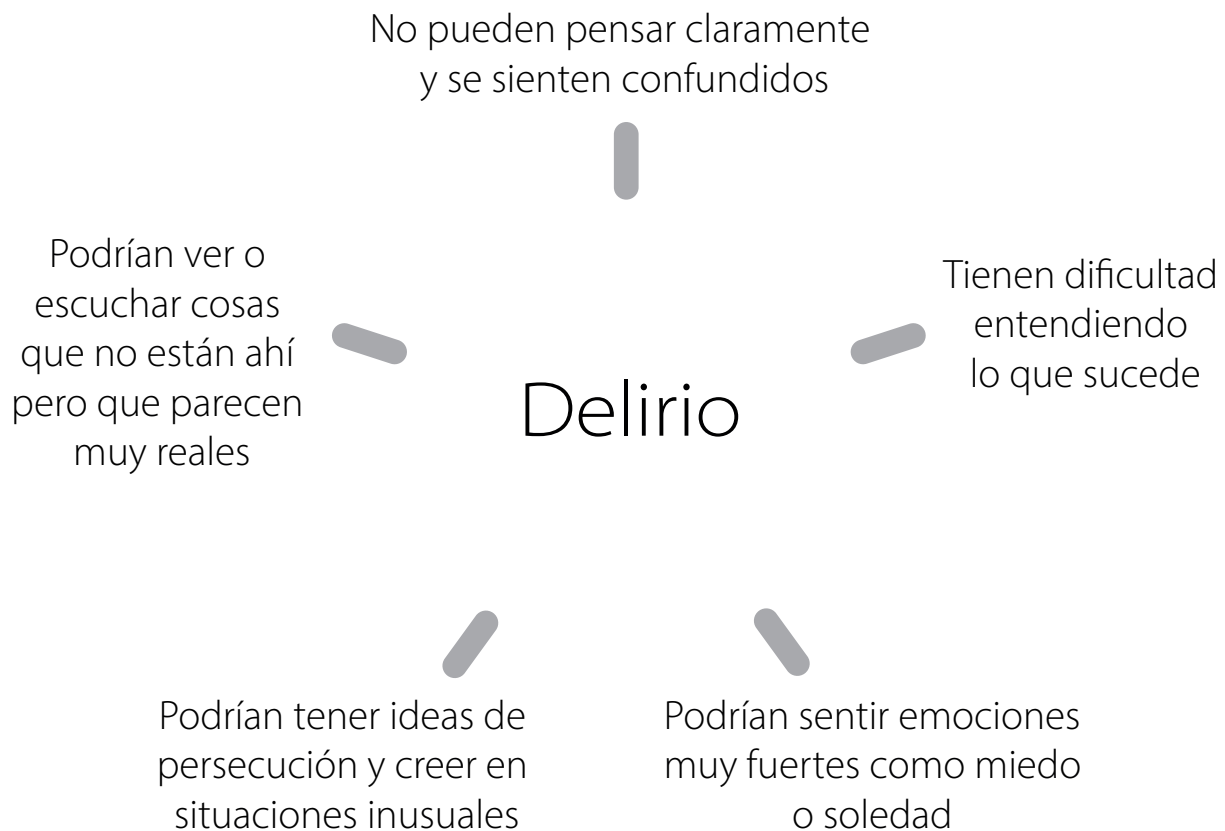 No pueden pensar claramente
y se sienten confundidos
Podrían ver o
escuchar cosas
que no están ahí
pero que parecen
muy reales
Tienen dificultad
entendiendo
lo que sucede
Delirio
Podrían tener ideas de
persecución y creer en
situaciones inusuales
Podrían sentir emociones
muy fuertes como miedo
o soledad